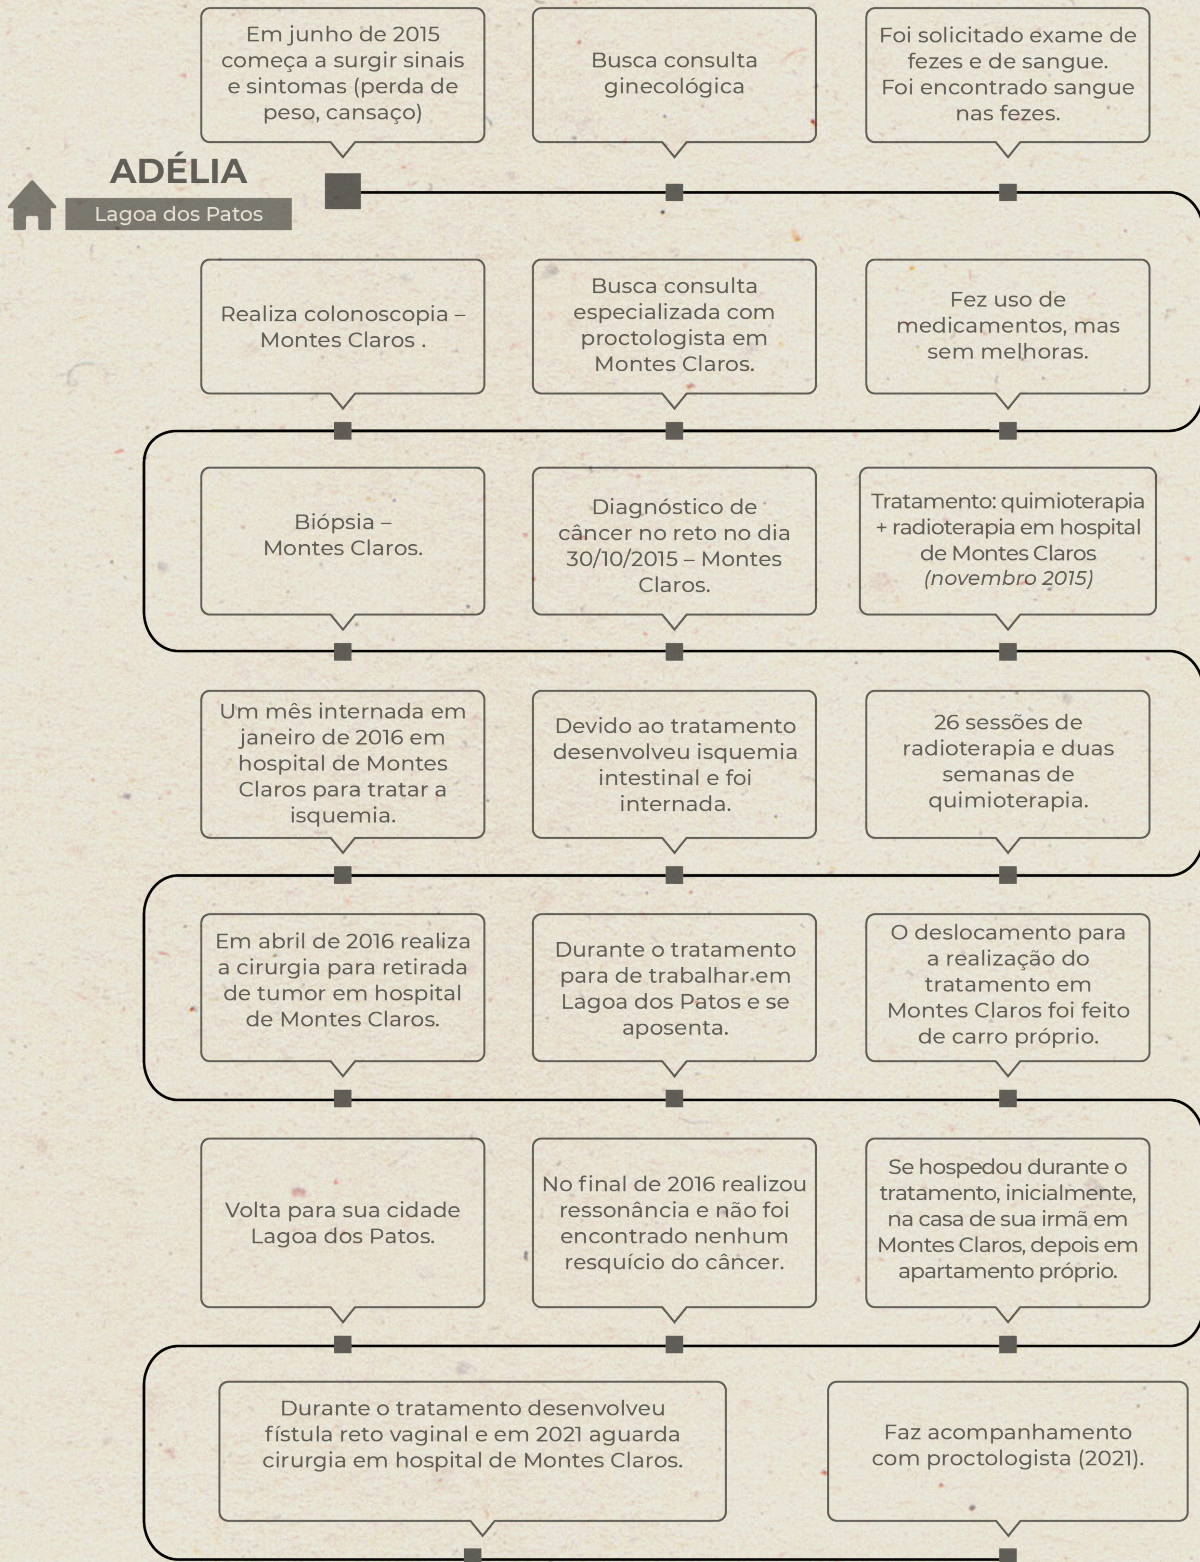 Em junho de 2015
começa a surgir sinais
e sintomas (perda de
peso, cansaço)
Busca consulta
ginecológica
Foi solicitado exame de
fezes e de sangue.
Foi encontrado sangue
nas fezes.
ADÉLIA
Lagoa dos Patos
Fez uso de
medicamentos, mas
sem melhoras.
Busca consulta
especializada com
proctologista em
Montes Claros.
Realiza colonoscopia –
Montes Claros .
Biópsia –
Montes Claros.
Diagnóstico de
câncer no reto no dia
30/10/2015 – Montes
Claros.
Tratamento: quimioterapia
+ radioterapia em hospital
de Montes Claros
(novembro 2015)
26 sessões de
radioterapia e duas
semanas de
quimioterapia.
Devido ao tratamento
desenvolveu isquemia
intestinal e foi
internada.
Um mês internada em
janeiro de 2016 em
hospital de Montes
Claros para tratar a
isquemia.
Em abril de 2016 realiza
a cirurgia para retirada
de tumor em hospital
de Montes Claros.
Durante o tratamento
para de trabalhar em
Lagoa dos Patos e se
aposenta.
O deslocamento para
a realização do
tratamento em
Montes Claros foi feito
de carro próprio.
Se hospedou durante o
tratamento, inicialmente,
na casa de sua irmã em
Montes Claros, depois em
apartamento próprio.
No final de 2016 realizou
ressonância e não foi
encontrado nenhum
resquício do câncer.
Volta para sua cidade
Lagoa dos Patos.
Durante o tratamento desenvolveu
fístula reto vaginal e em 2021 aguarda
cirurgia em hospital de Montes Claros.
Faz acompanhamento
com proctologista (2021).